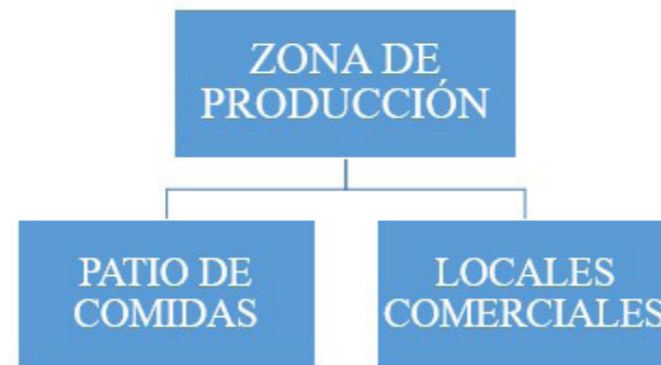 ZONA DE
PRODUCCIÓN
PATIO DE
COMIDAS
LOCALES
COMERCIALES